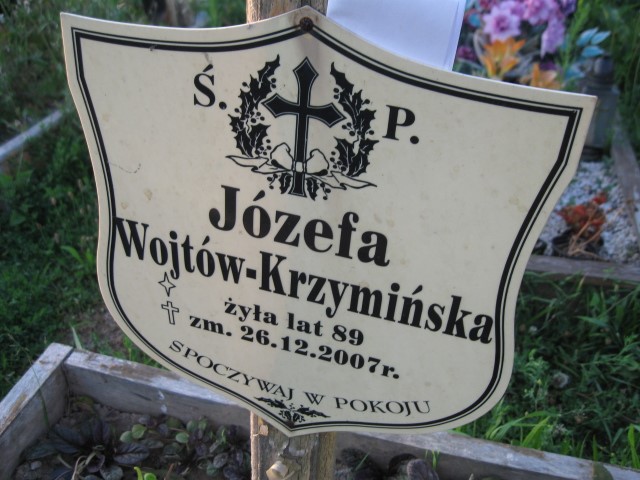 Ś. P.
Józefa
Wojtów-Krzymińska
żyła lat 89
zm. 26.12.2007r.
SPOCZYWAJ W POKOJU